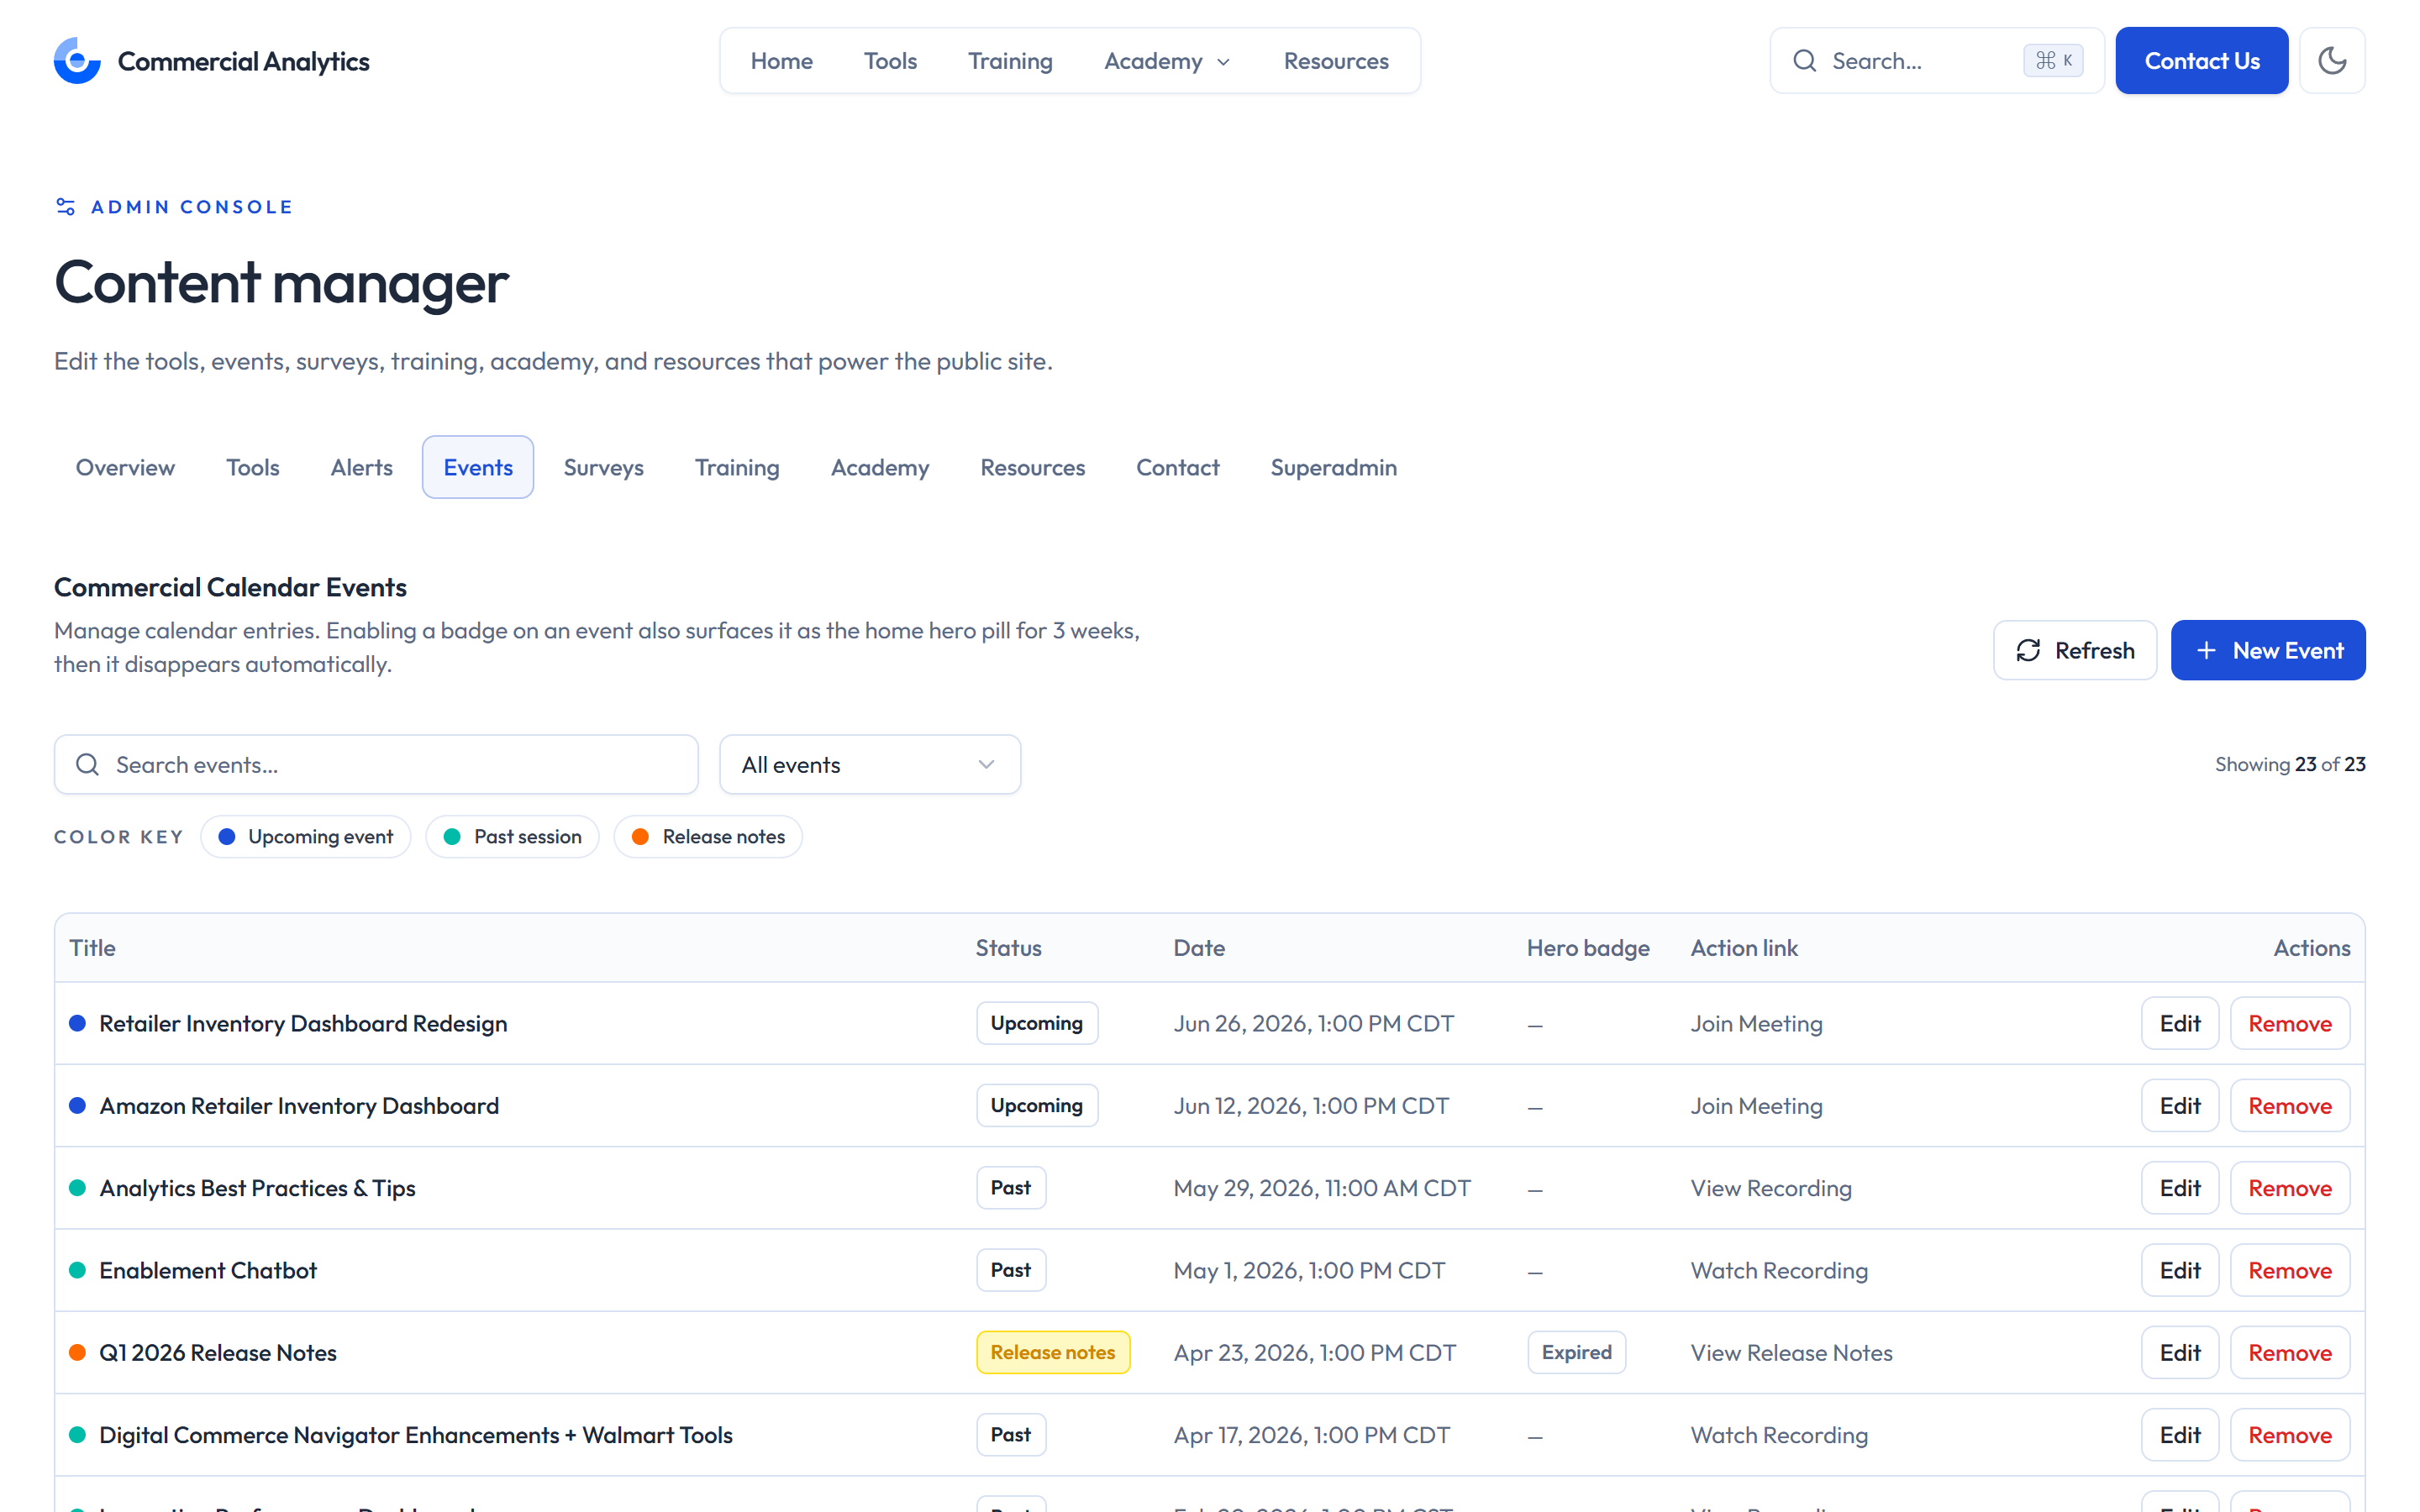 Commercial Analytics
Home Tools Training Academy Resources
Search... ⌘ K
Contact Us
ADMIN CONSOLE
Content manager
Edit the tools, events, surveys, training, academy, and resources that power the public site.
Overview Tools Alerts Events Surveys Training Academy Resources Contact Superadmin
Commercial Calendar Events
Manage calendar entries. Enabling a badge on an event also surfaces it as the home hero pill for 3 weeks,
then it disappears automatically.
Refresh New Event
Search events... All events Showing 23 of 23
COLOR KEY Upcoming event Past session Release notes
Title Status Date Hero badge Action link Actions
Retailer Inventory Dashboard Redesign Upcoming Jun 26, 2026, 1:00 PM CDT – Join Meeting Edit Remove
Amazon Retailer Inventory Dashboard Upcoming Jun 12, 2026, 1:00 PM CDT – Join Meeting Edit Remove
Analytics Best Practices & Tips Past May 29, 2026, 11:00 AM CDT – View Recording Edit Remove
Enablement Chatbot Past May 1, 2026, 1:00 PM CDT – Watch Recording Edit Remove
Q1 2026 Release Notes Release notes Apr 23, 2026, 1:00 PM CDT Expired View Release Notes Edit Remove
Digital Commerce Navigator Enhancements + Walmart Tools Past Apr 17, 2026, 1:00 PM CDT – Watch Recording Edit Remove